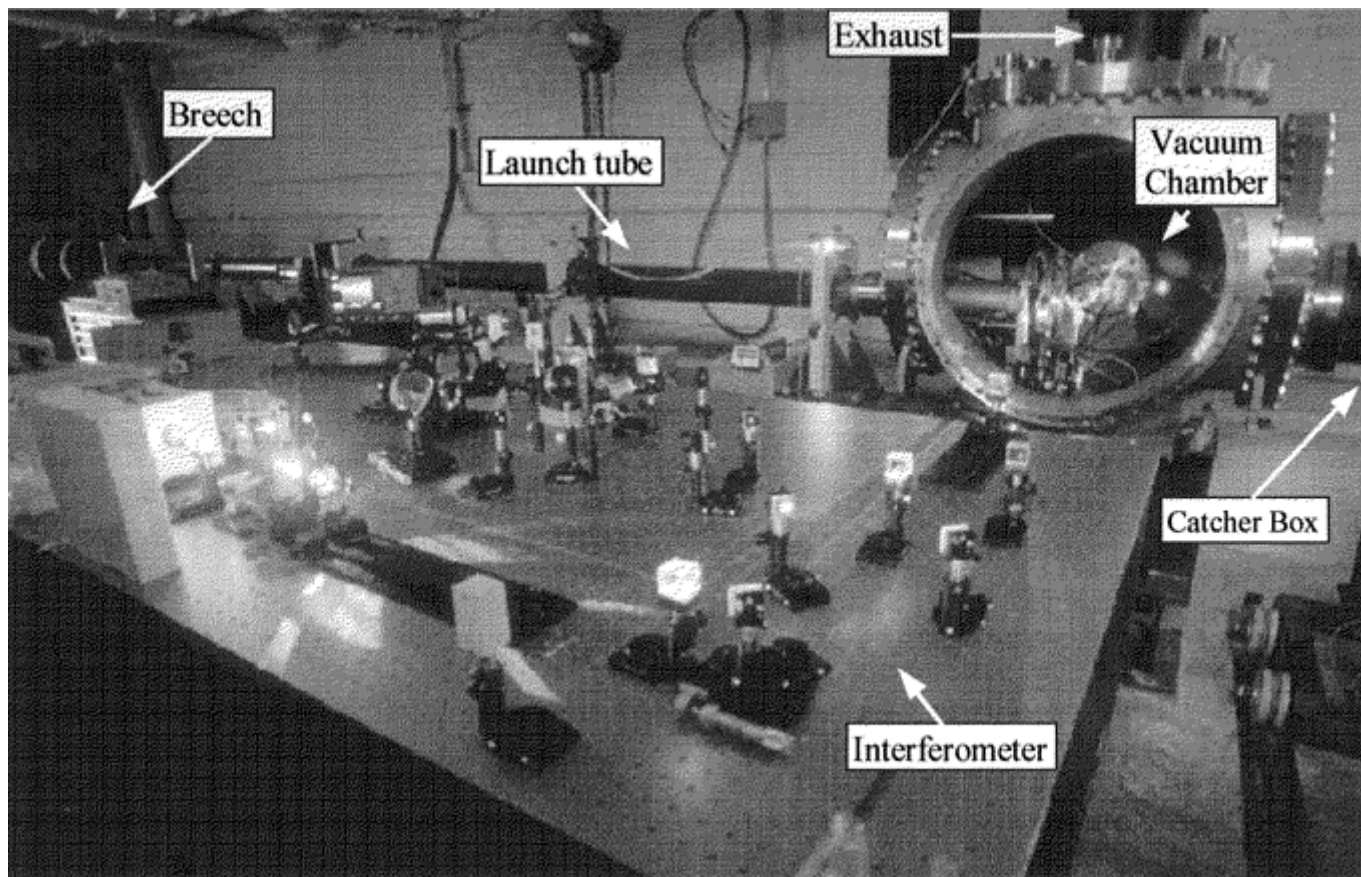 Exhaust
Breech
Launch tube
Vacuum
Chamber
Catcher Box
Interferometer